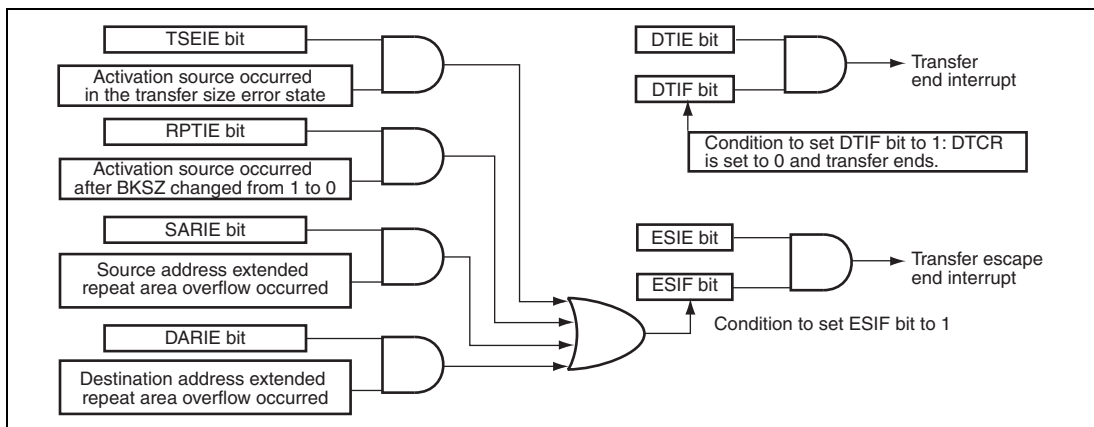 TSEIE bit
Activation source occurred
in the transfer size error state
RPTIE bit
Activation source occurred
after BKSZ changed from 1 to 0
SARIE bit
Source address extended
repeat area overflow occurred
DARIE bit
Destination address extended
repeat area overflow occurred
DTIE bit
DTIF bit
Transfer
end interrupt
Condition to set DTIF bit to 1: DTCR
is set to 0 and transfer ends.
ESIE bit
ESIF bit
Transfer escape
end interrupt
Condition to set ESIF bit to 1